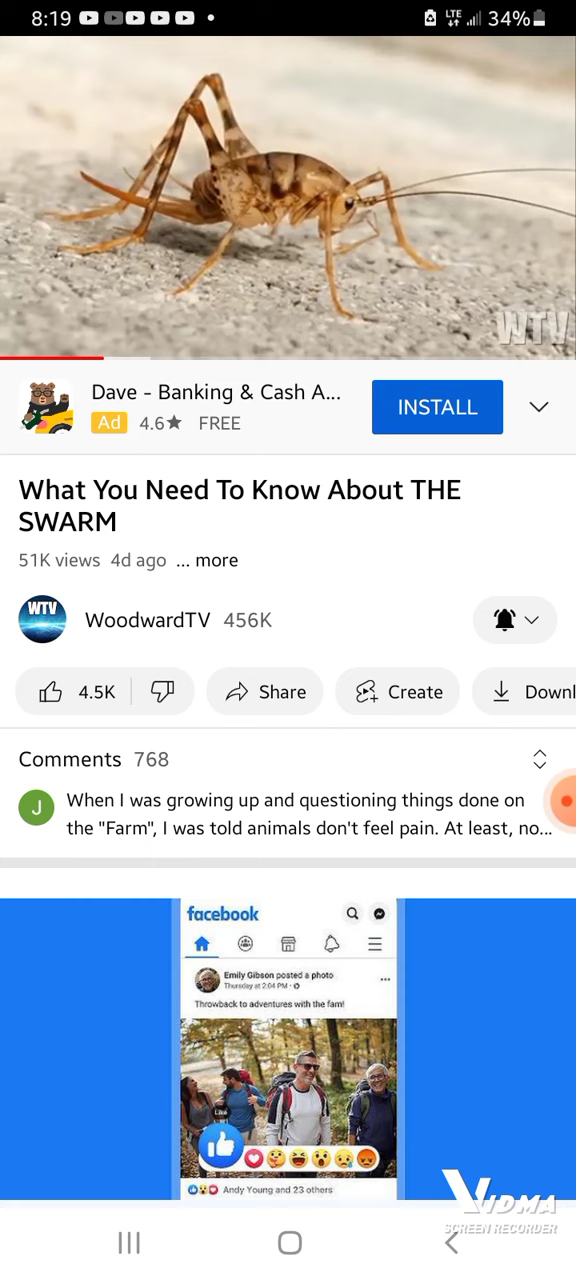 8:19
LTE
34%
WTV
Dave - Banking & Cash A...
Ad 4.6★ FREE
INSTALL
What You Need To Know About THE
SWARM
51K views 4d ago ... more
WTV
WoodwardTV 456K
4.5K
Share
Create
Downl
Comments 768
J
When I was growing up and questioning things done on
the "Farm", I was told animals don't feel pain. At least, no...
facebook
Emily Gibson posted a photo
Thursday at 2:04 PM ·
Throwback to adventures with the fam!
Like
Andy Young and 23 others
VIDMA
SCREEN RECORDER